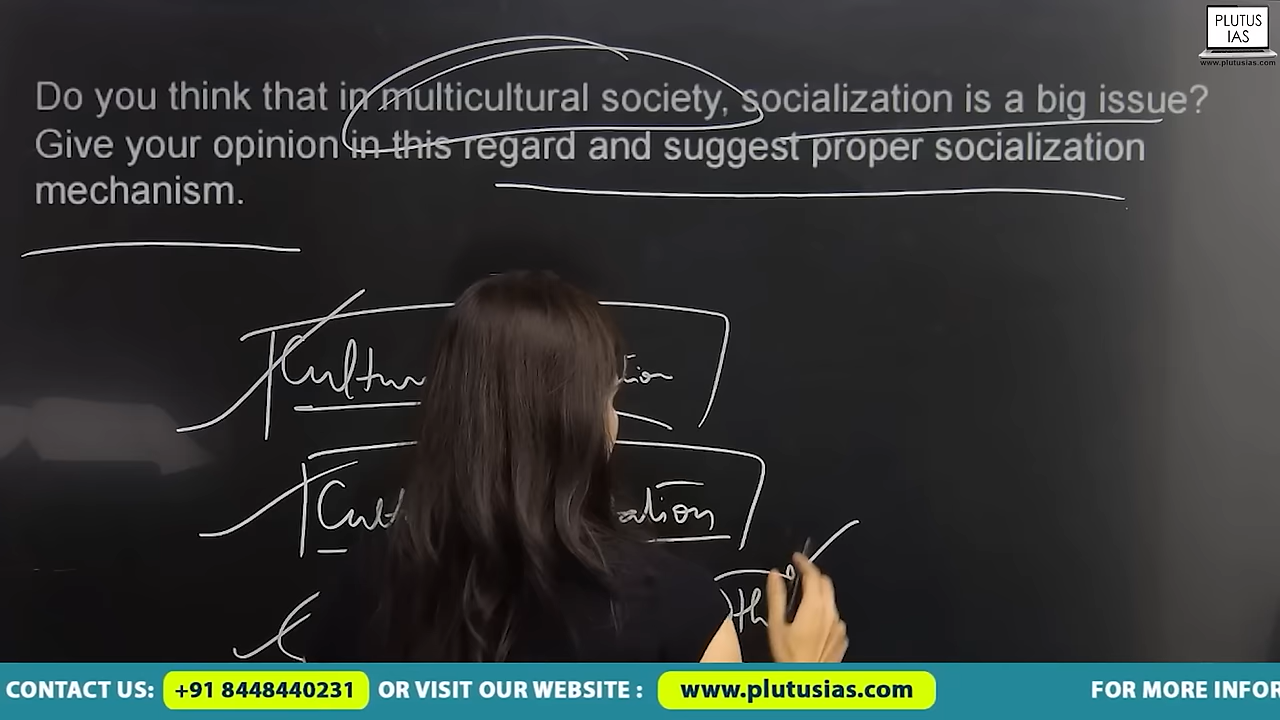 PLUTUS
IAS
www.plutusias.com
Do you think that in multicultural society, socialization is a big issue?
Give your opinion in this regard and suggest proper socialization
mechanism.
CONTACT US: +91 8448440231 OR VISIT OUR WEBSITE : www.plutusias.com FOR MORE INFOR